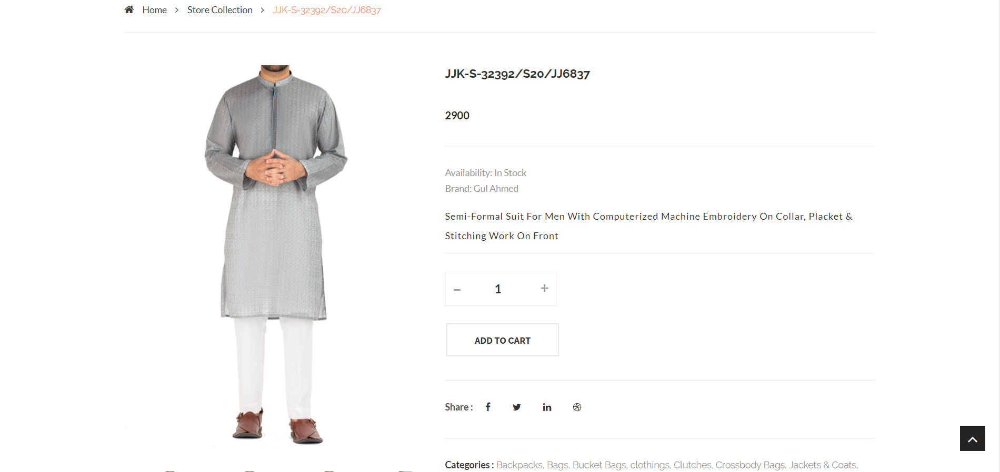 Home > Store Collection > JJK-S-32392/S20/JJ6837
JJK-S-32392/S20/JJ6837
2900
Availability: In Stock
Brand: Gul Ahmed
Semi-Formal Suit For Men With Computerized Machine Embroidery On Collar, Placket &
Stitching Work On Front
– 1 +
ADD TO CART
Share :
Categories : Backpacks, Bags, Bucket Bags, clothings, Clutches, Crossbody Bags, Jackets & Coats,